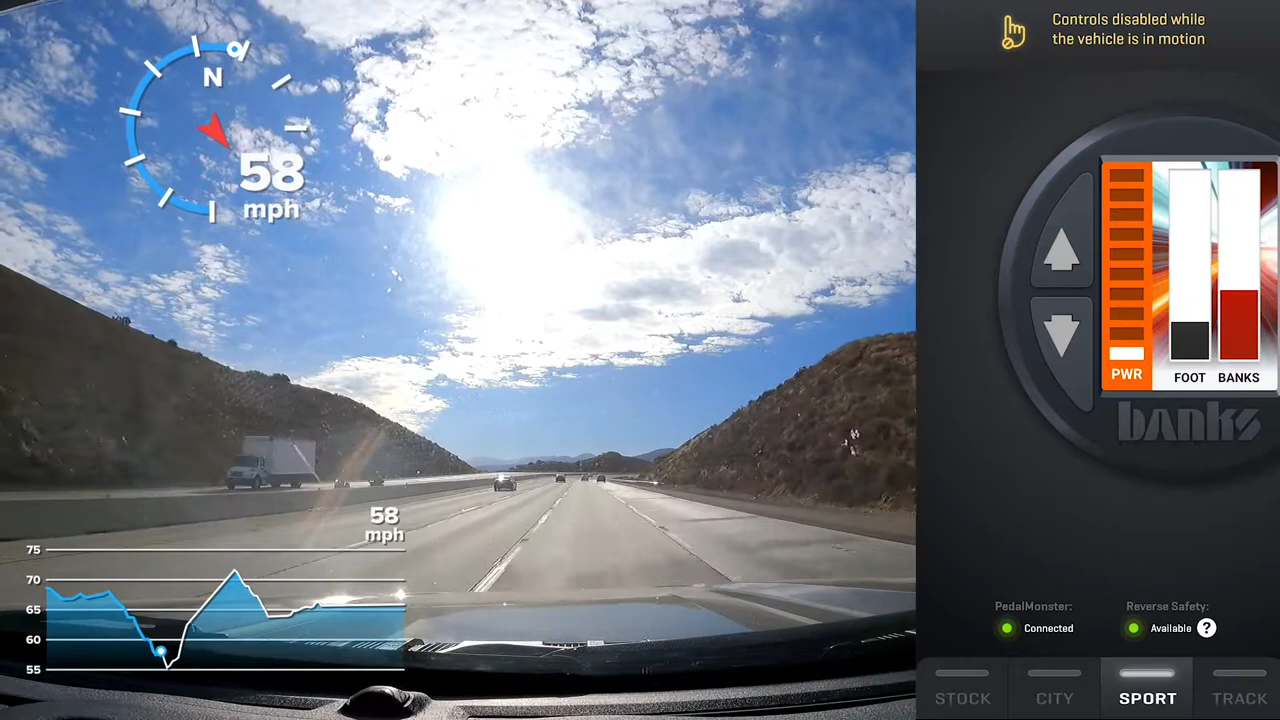 Controls disabled while
the vehicle is in motion
N
58
mph
PWR
FOOT BANKS
banks
58
mph
75
70
65
60
55
PedalMonster:
Connected
Reverse Safety:
Available ?
STOCK CITY SPORT TRACK